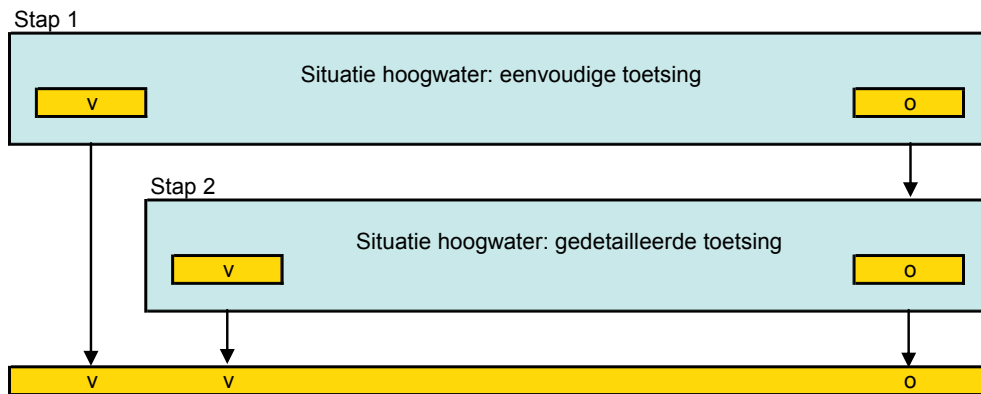 Stap 1
Situatie hoogwater: eenvoudige toetsing
v o
Stap 2
Situatie hoogwater: gedetailleerde toetsing
v o
v v o